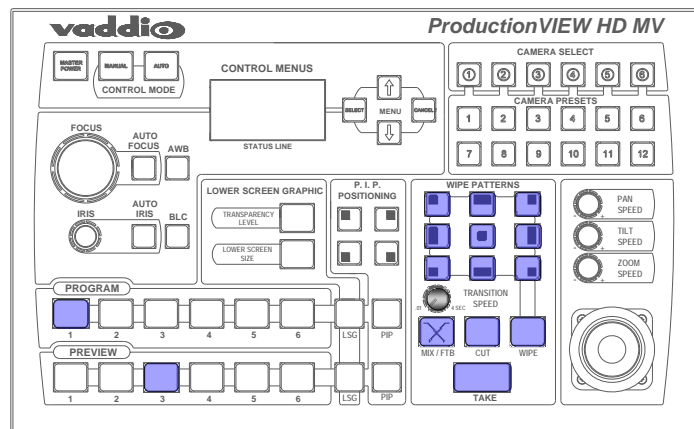 vaddio
ProductionVIEW HD MV
MASTER
POWER
MANUAL
AUTO
CONTROL MODE
CONTROL MENUS
STATUS LINE
SELECT
MENU
CANCEL
CAMERA SELECT
1 2 3 4 5 6
CAMERA PRESETS
1 2 3 4 5 6
7 8 9 10 11 12
FOCUS
AUTO
FOCUS
AWB
IRIS
AUTO
IRIS
BLC
LOWER SCREEN GRAPHIC
TRANSPARENCY
LEVEL
LOWER SCREEN
SIZE
P. I. P.
POSITIONING
WIPE PATTERNS
TRANSITION
SPEED
.01 4 SEC
MIX / FTB
CUT
WIPE
TAKE
PAN
SPEED
TILT
SPEED
ZOOM
SPEED
PROGRAM
1 2 3 4 5 6 LSG PIP
PREVIEW
1 2 3 4 5 6 LSG PIP